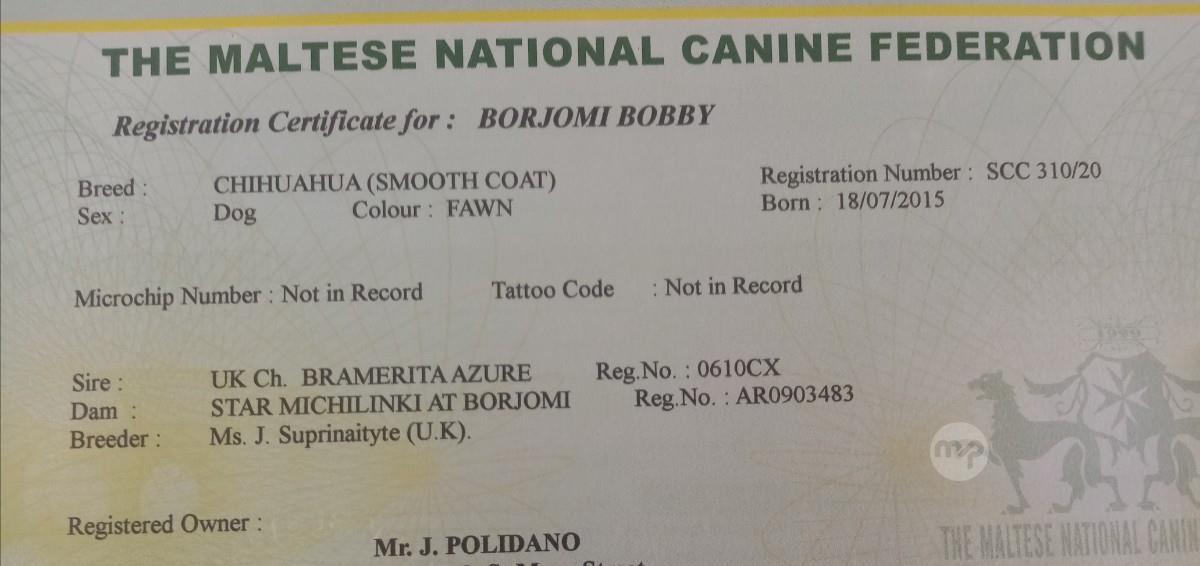 THE MALTESE NATIONAL CANINE FEDERATION
Registration Certificate for : BORJOMI BOBBY
Breed : CHIHUAHUA (SMOOTH COAT) Registration Number : SCC 310/20
Sex : Dog Colour : FAWN Born : 18/07/2015
Microchip Number : Not in Record Tattoo Code : Not in Record
1999
Sire : UK Ch. BRAMERITA AZURE Reg.No. : 0610CX
Dam : STAR MICHILINKI AT BORJOMI Reg.No. : AR0903483
Breeder : Ms. J. Suprinaityte (U.K).
mp
Registered Owner :
THE MALTESE NATIONAL CANIN
Mr. J. POLIDANO